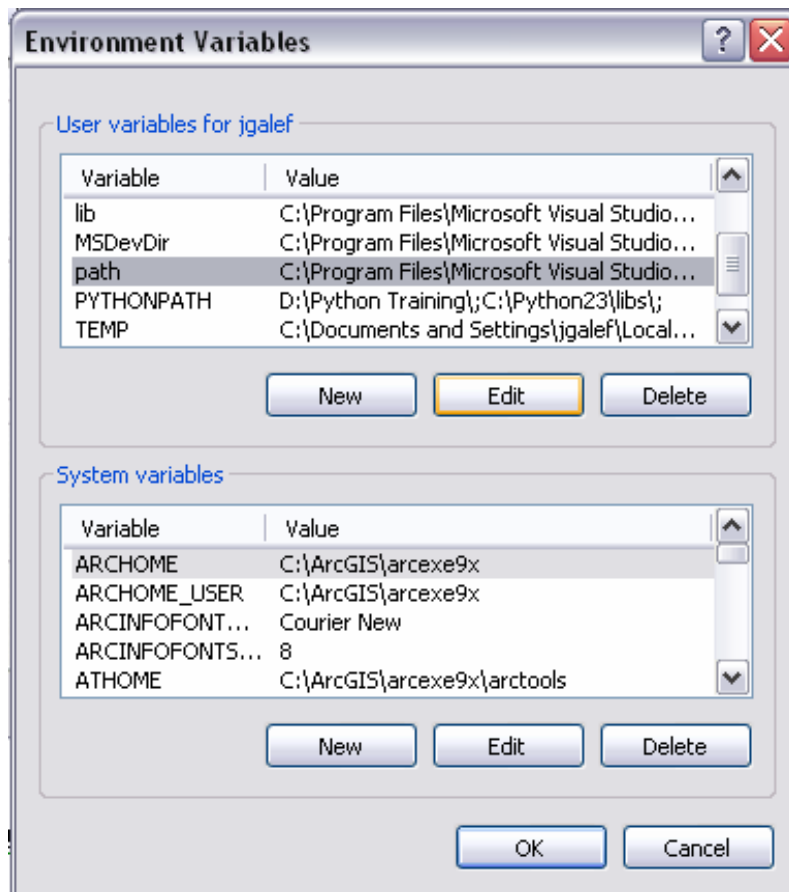 Environment Variables
User variables for jgalef
Variable Value
lib C:\Program Files\Microsoft Visual Studio...
MSDevDir C:\Program Files\Microsoft Visual Studio...
path C:\Program Files\Microsoft Visual Studio...
PYTHONPATH D:\Python Training\;C:\Python23\libs\;
TEMP C:\Documents and Settings\jgalef\Local...
New Edit Delete
System variables
Variable Value
ARCHOME C:\ArcGIS\arcexe9x
ARCHOME_USER C:\ArcGIS\arcexe9x
ARCINFOFONT... Courier New
ARCINFOFONTS... 8
ATHOME C:\ArcGIS\arcexe9x\arctools
New Edit Delete
OK Cancel